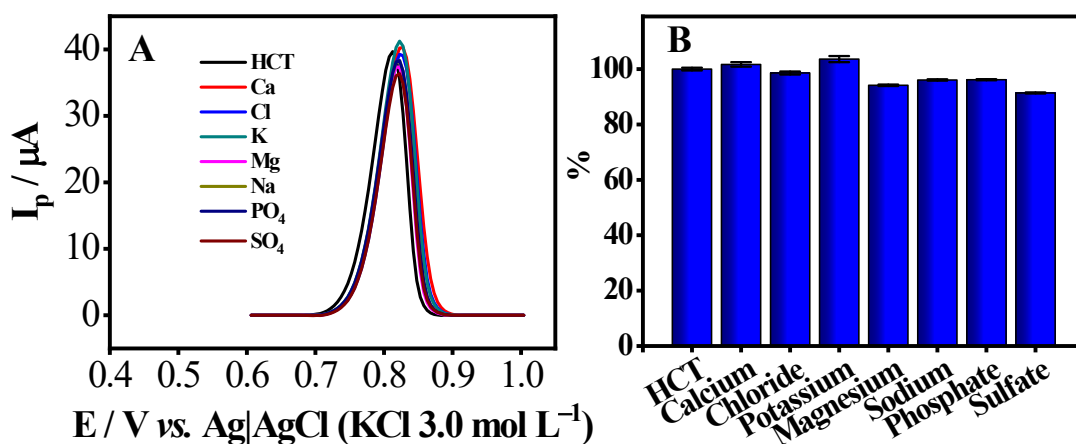 A
HCT
Ca
Cl
K
Mg
Na
PO₄
SO₄
Iₚ / μA
40
30
20
10
0
0.4 0.5 0.6 0.7 0.8 0.9 1.0
E / V vs. Ag|AgCl (KCl 3.0 mol L⁻¹)
B
%
100
80
60
40
20
0
HCT
Calcium
Chloride
Potassium
Magnesium
Sodium
Phosphate
Sulfate